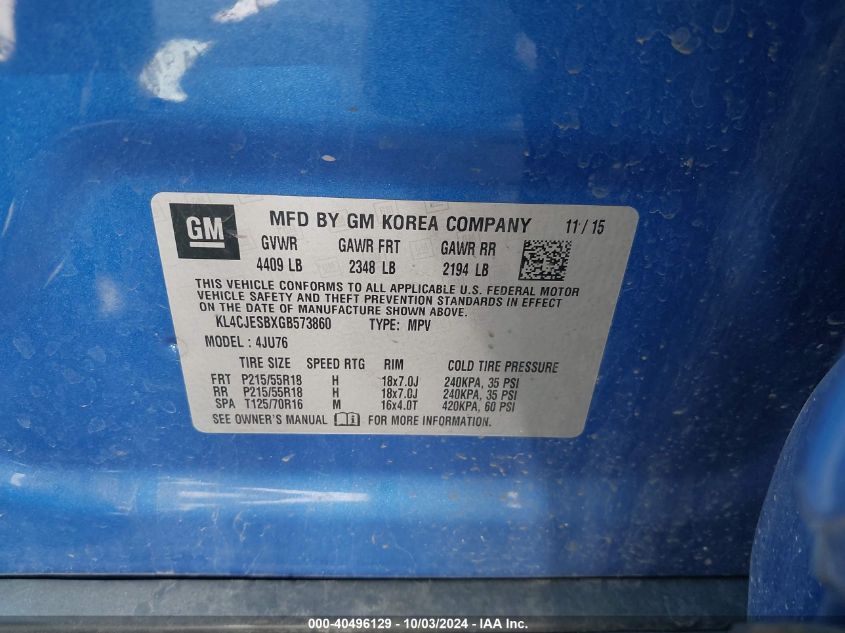 GM
MFD BY GM KOREA COMPANY 11/15
GVWR GAWR FRT GAWR RR
4409 LB 2348 LB 2194 LB
THIS VEHICLE CONFORMS TO ALL APPLICABLE U.S. FEDERAL MOTOR
VEHICLE SAFETY AND THEFT PREVENTION STANDARDS IN EFFECT
ON THE DATE OF MANUFACTURE SHOWN ABOVE.
KL4CJESBXGB573860 TYPE: MPV
MODEL : 4JU76
TIRE SIZE SPEED RTG RIM COLD TIRE PRESSURE
FRT P215/55R18 H 18x7.0J 240KPA, 35 PSI
RR P215/55R18 H 18x7.0J 240KPA, 35 PSI
SPA T125/70R16 M 16x4.0T 420KPA, 60 PSI
SEE OWNER'S MANUAL FOR MORE INFORMATION.
000-40496129 - 10/03/2024 - IAA Inc.